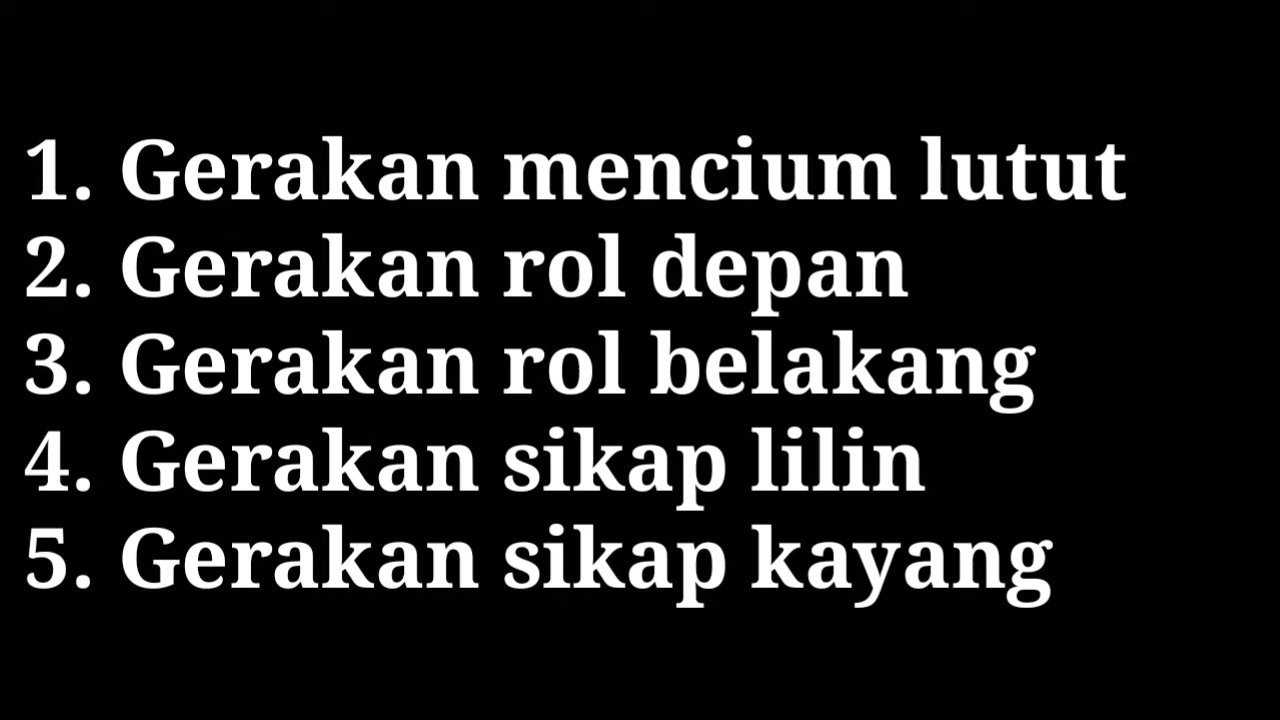 1. Gerakan mencium lutut
2. Gerakan rol depan
3. Gerakan rol belakang
4. Gerakan sikap lilin
5. Gerakan sikap kayang